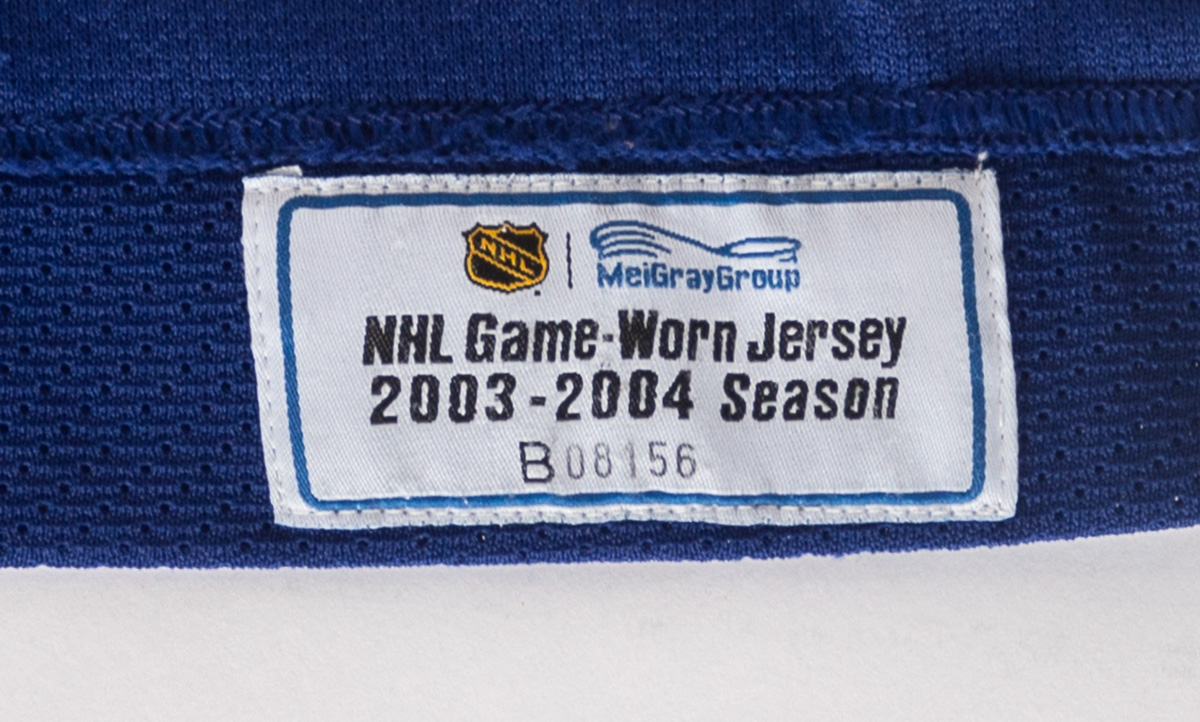 NHL
MeiGrayGroup
NHL Game-Worn Jersey
2003-2004 Season
B08156